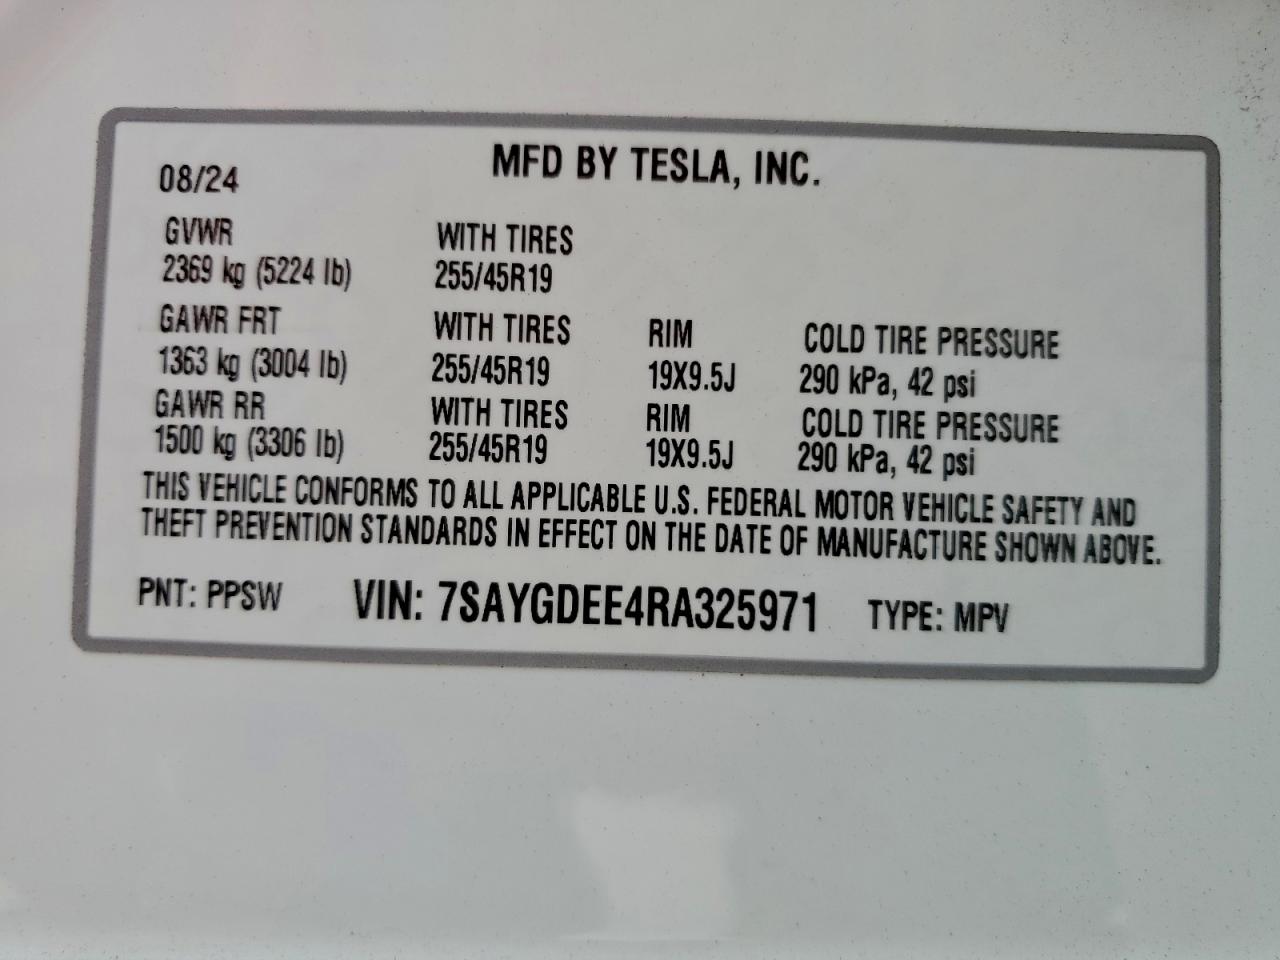 08/24 MFD BY TESLA, INC.
GVWR WITH TIRES
2369 kg (5224 lb) 255/45R19
GAWR FRT WITH TIRES RIM COLD TIRE PRESSURE
1363 kg (3004 lb) 255/45R19 19X9.5J 290 kPa, 42 psi
GAWR RR WITH TIRES RIM COLD TIRE PRESSURE
1500 kg (3306 lb) 255/45R19 19X9.5J 290 kPa, 42 psi
THIS VEHICLE CONFORMS TO ALL APPLICABLE U.S. FEDERAL MOTOR VEHICLE SAFETY AND
THEFT PREVENTION STANDARDS IN EFFECT ON THE DATE OF MANUFACTURE SHOWN ABOVE.
PNT: PPSW VIN: 7SAYGDEE4RA325971 TYPE: MPV